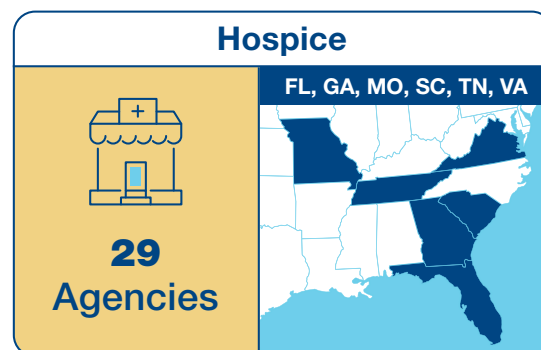 Hospice
FL, GA, MO, SC, TN, VA
29
Agencies